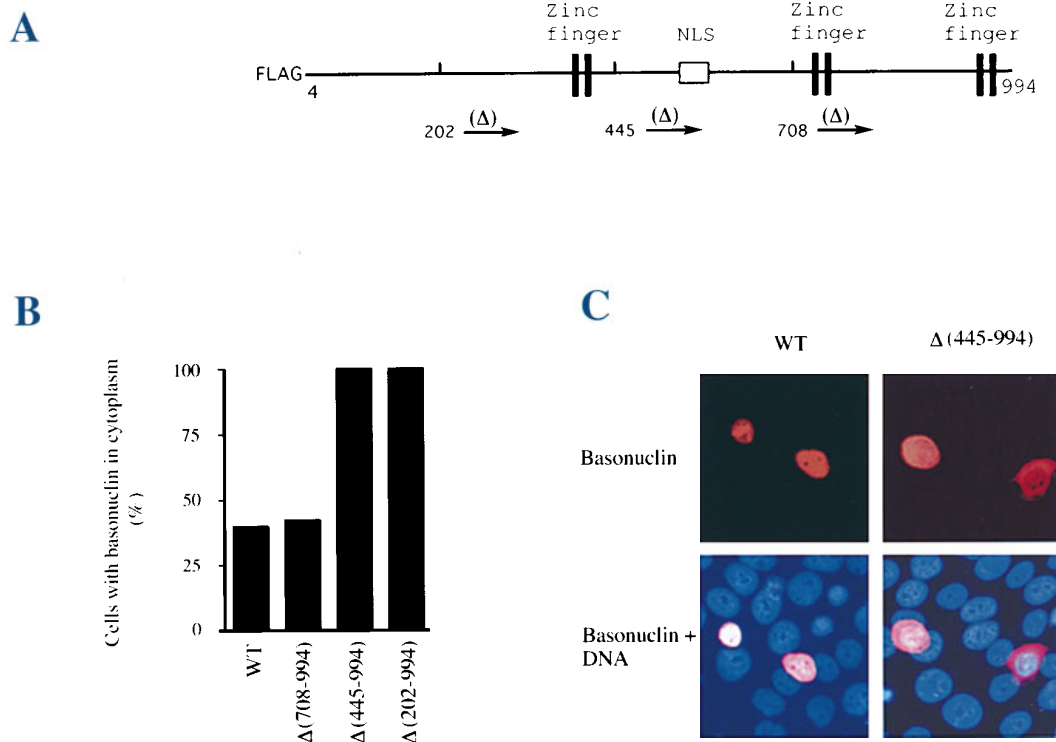 A
Zinc finger
NLS
Zinc finger
Zinc finger
FLAG
4
994
202 (Δ)
445 (Δ)
708 (Δ)
B
Cells with basonuclin in cytoplasm
(%)
100
75
50
25
0
WT
Δ(708-994)
Δ(445-994)
Δ(202-994)
C
WT
Δ(445-994)
Basonuclin
Basonuclin +
DNA